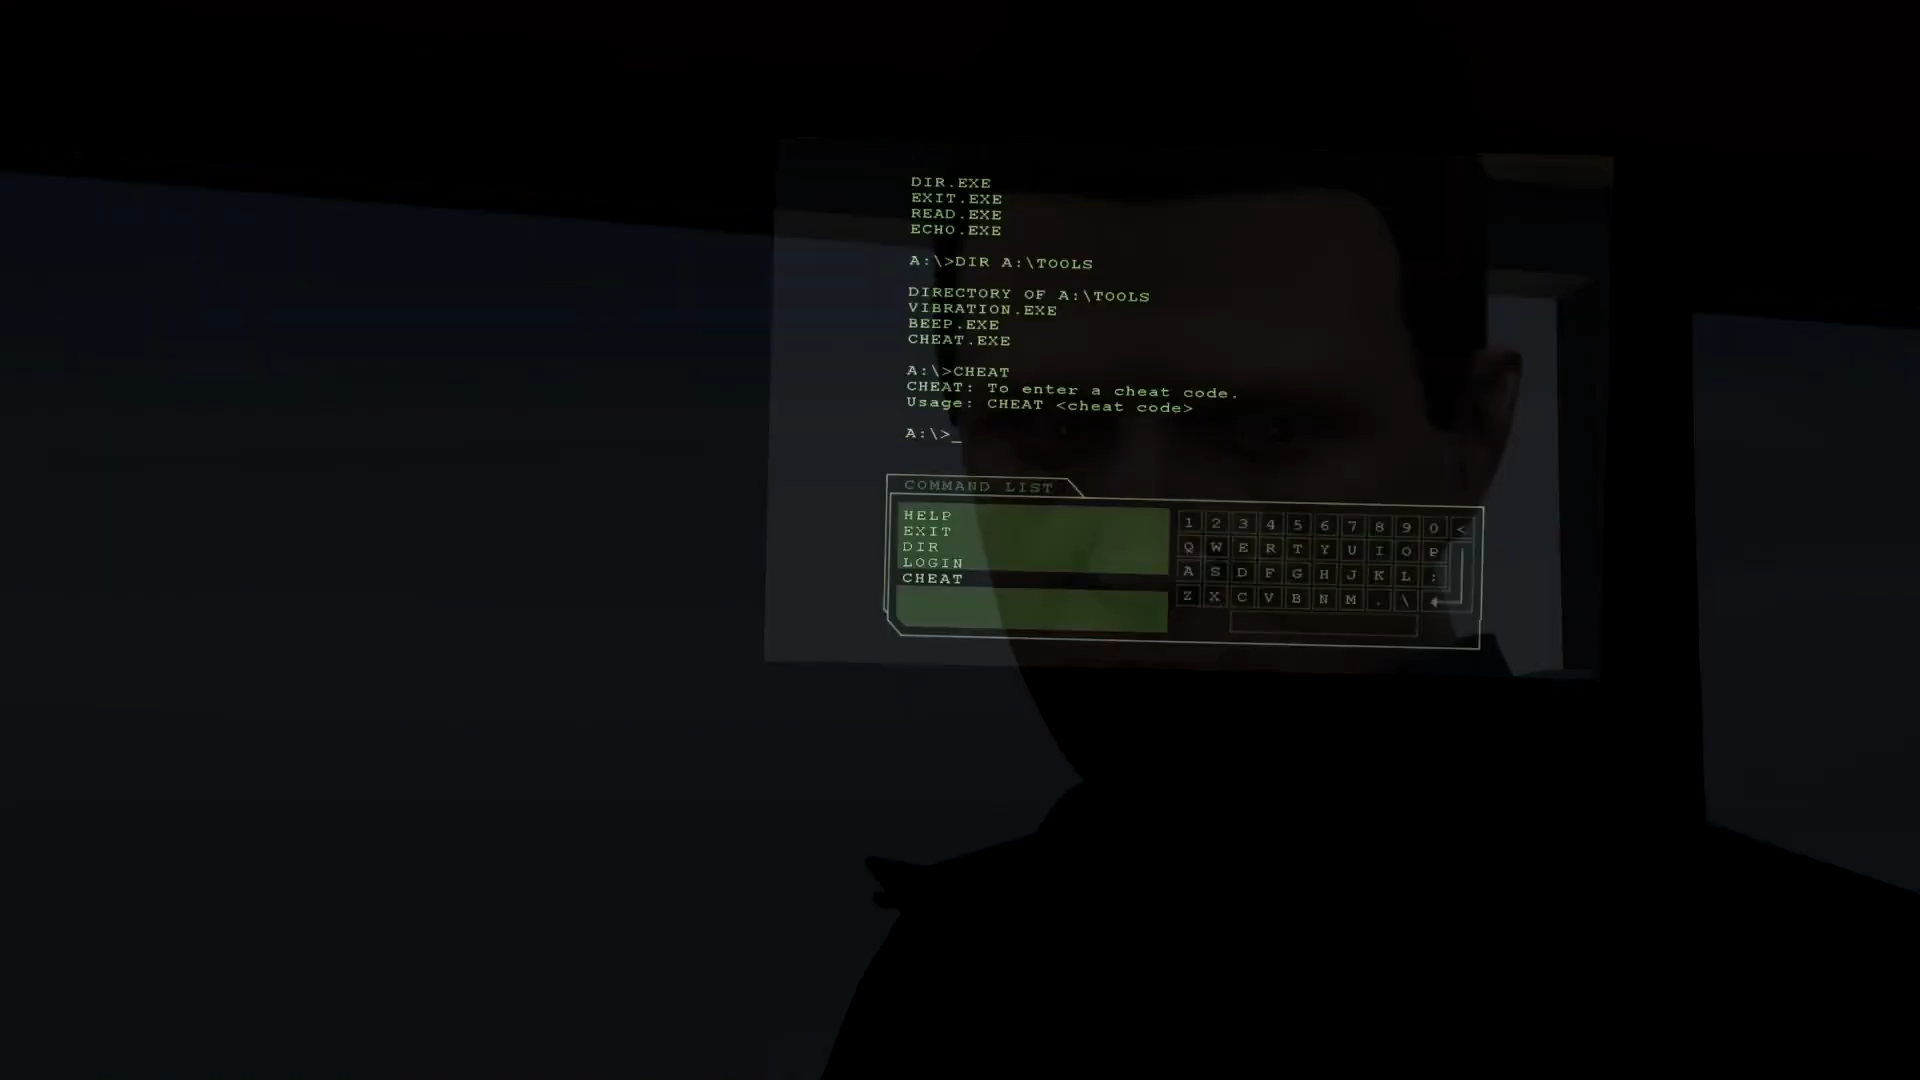 DIR.EXE
EXIT.EXE
READ.EXE
ECHO.EXE
A:\>DIR A:\TOOLS
DIRECTORY OF A:\TOOLS
VIBRATION.EXE
BEEP.EXE
CHEAT.EXE
A:\>CHEAT
CHEAT: To enter a cheat code.
Usage: CHEAT <cheat code>
A:\>_
COMMAND LIST
HELP
EXIT
DIR
LOGIN
CHEAT
1 2 3 4 5 6 7 8 9 0 <
Q W E R T Y U I O P
A S D F G H J K L :
Z X C V B N M . \